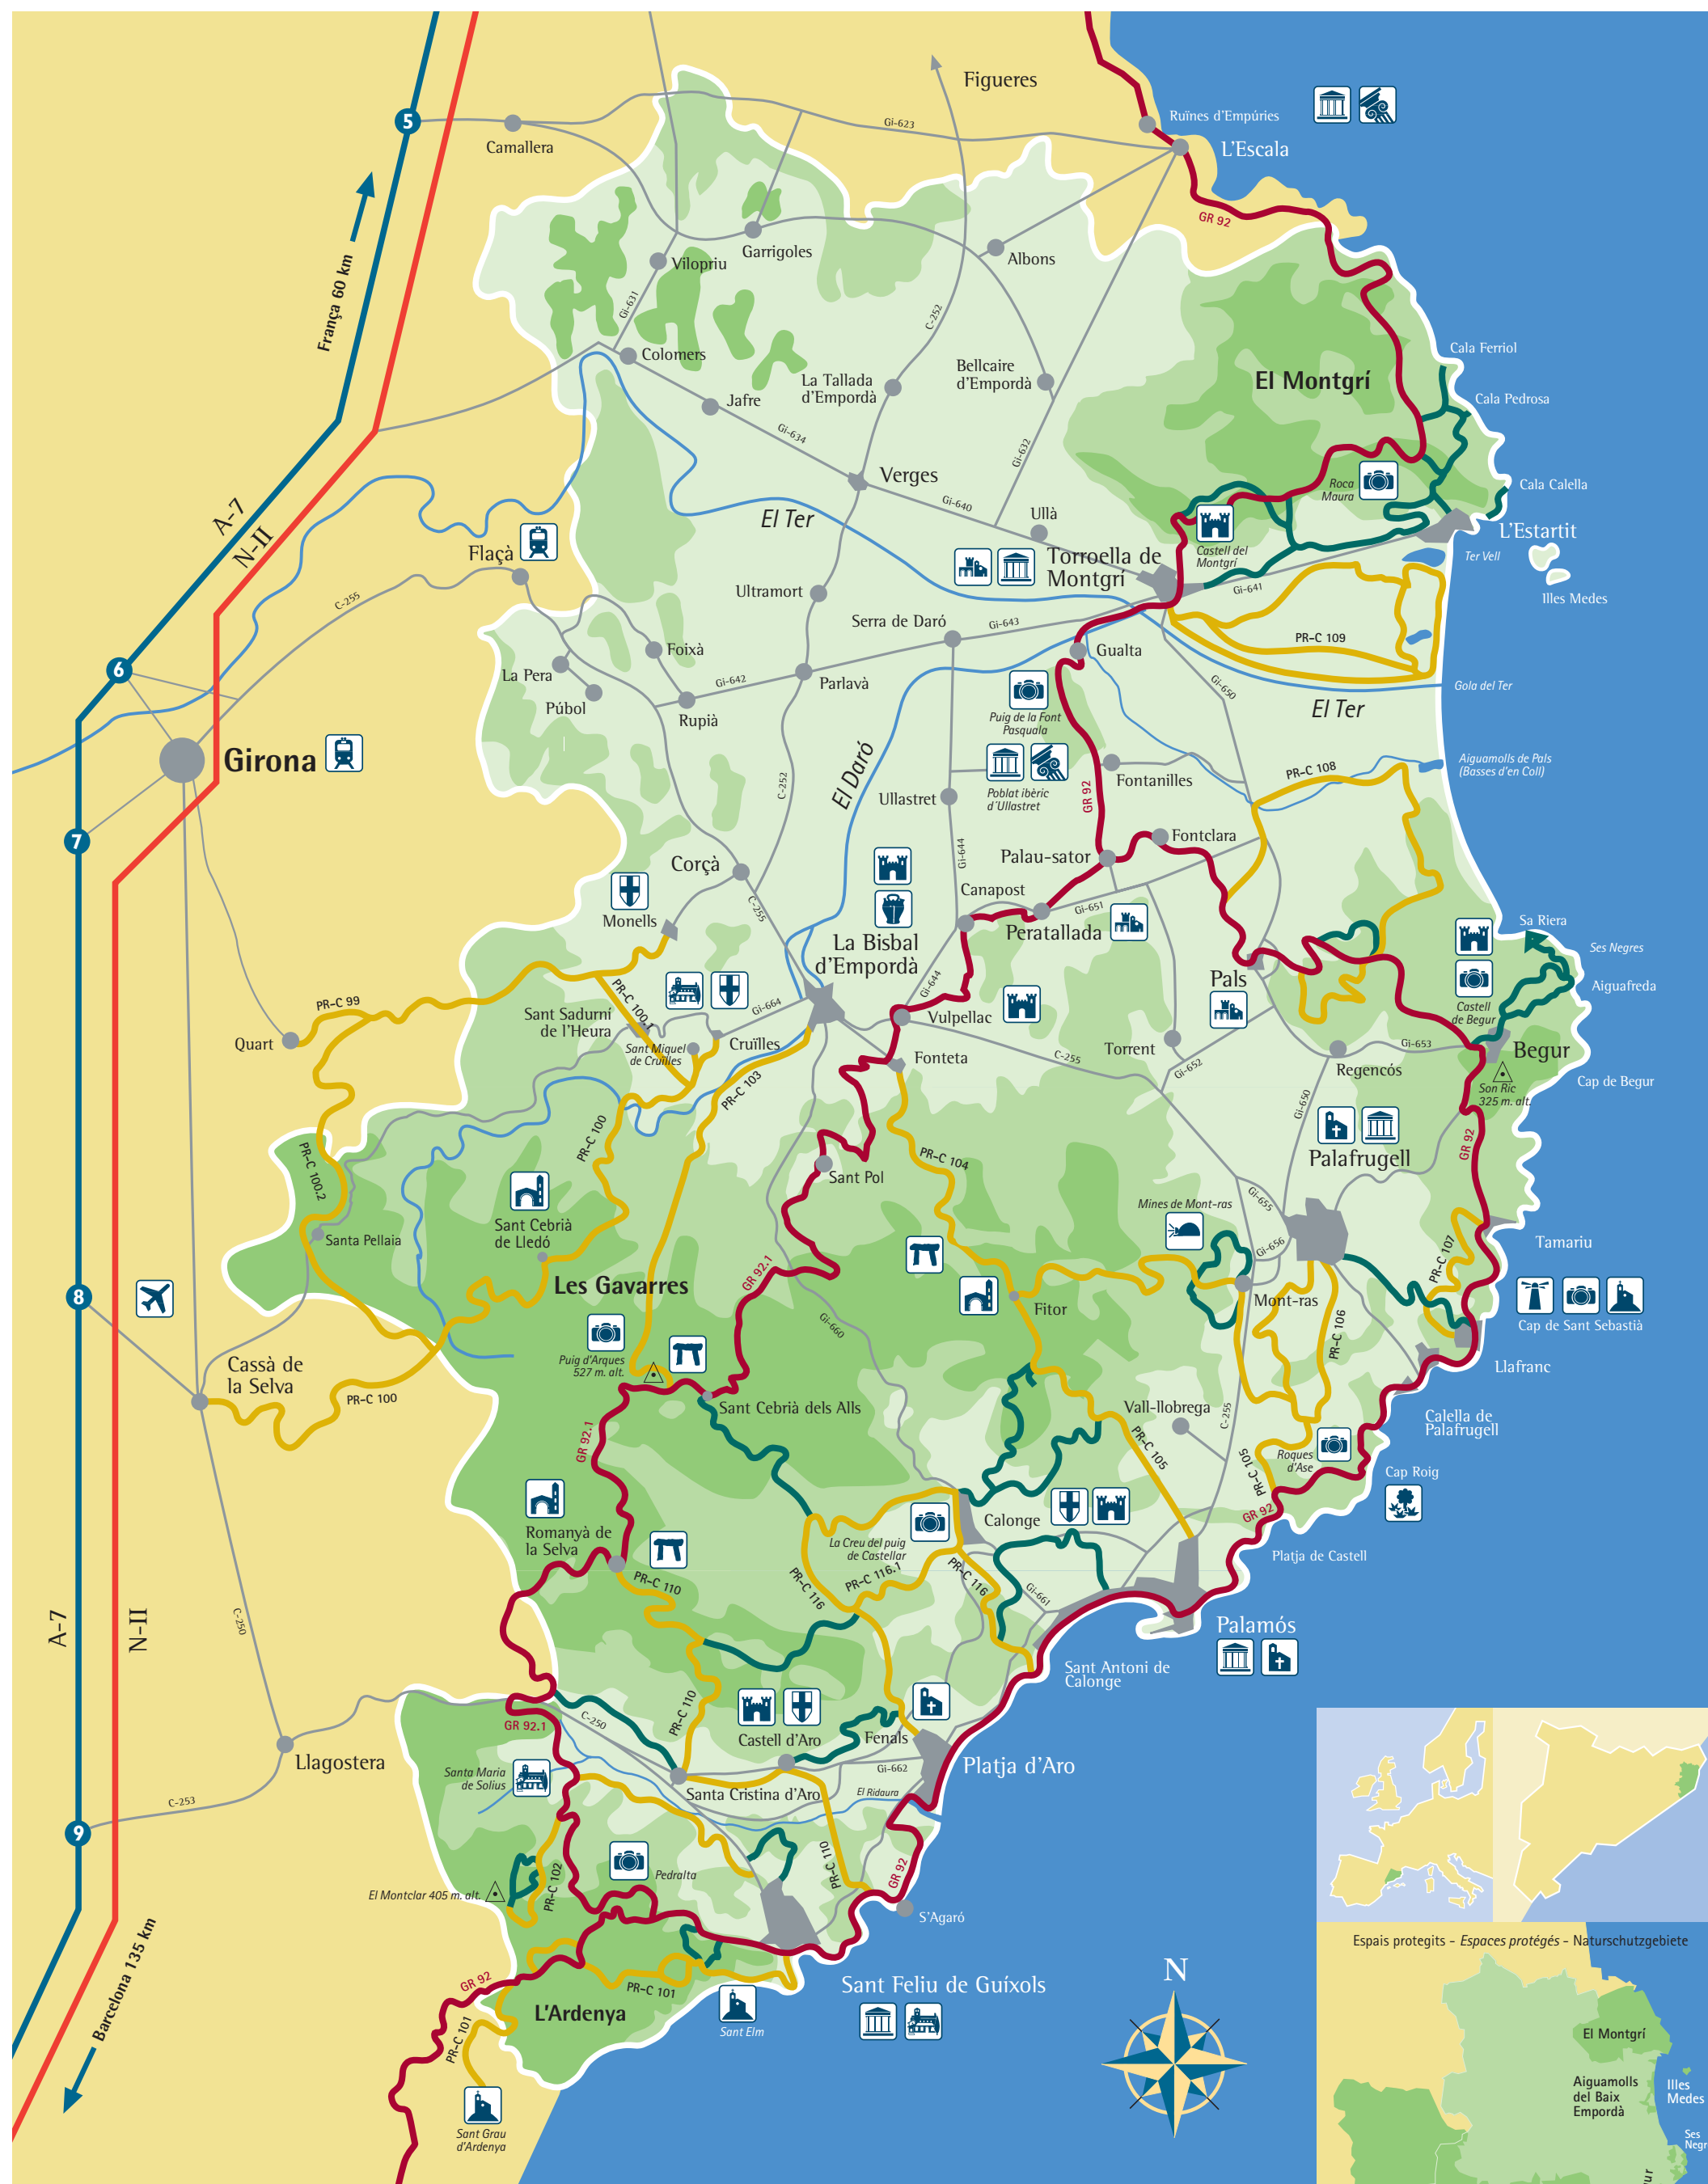 Figueres
5
Camallera
Gi-623
Ruïnes d'Empúries
L'Escala
GR 92
França 60 km
Garrigoles
Vilopriu
Albons
Gi-631
C-252
Colomers
La Tallada
d'Empordà
Bellcaire
d'Empordà
El Montgrí
Cala Ferriol
Cala Pedrosa
Jafre
Gi-634
Gi-632
Verges
Roca
Maura
Cala Calella
A-7
N-II
El Ter
Gi-640
Ullà
L'Estartit
Flaçà
Torroella de
Montgrí
Castell del
Montgrí
Ter Vell
Illes Medes
C-255
Ultramort
Gi-641
Serra de Daró
Gi-643
PR-C 109
6
Foixà
Gualta
La Pera
Gi-642
Parlavà
Gi-650
Gola del Ter
Púbol
Rupià
Puig de la Font
Pasquala
El Ter
Girona
El Daró
C-252
Aiguamolls de Pals
(Basses d'en Coll)
PR-C 108
Fontanilles
Poblat ibèric
d'Ullastret
Ullastret
GR 92
7
Fontclara
Corçà
Gi-644
Palau-sator
Canapost
Monells
C-255
Gi-651
Peratallada
Sa Riera
Ses Negres
La Bisbal
d'Empordà
Pals
Aiguafreda
Castell
de Begur
PR-C 99
PR-C 100.1
Gi-664
Gi-644
Sant Sadurní
de l'Heura
Vulpellac
Quart
Sant Miquel
de Cruïlles
Cruïlles
Fonteta
C-255
Torrent
Gi-652
Gi-653
Begur
Regencós
Son Ric
325 m. alt.
Cap de Begur
PR-C 103
Gi-650
PR-C 100
PR-C 100.2
PR-C 104
Palafrugell
GR 92
Sant Pol
Sant Cebrià
de Lledó
Mines de Mont-ras
Gi-655
Santa Pellaia
Gi-656
Tamariu
PR-C 107
Les Gavarres
GR 92.1
8
Fitor
Mont-ras
Cap de Sant Sebastià
Gi-660
PR-C 106
Puig d'Arques
527 m. alt.
Llafranc
Cassà de
la Selva
PR-C 100
Sant Cebrià dels Alls
Vall-llobrega
C-255
Calella de
Palafrugell
GR 92.1
PR-C 105
PR-C 105
Roques
d'Ase
Cap Roig
Romanyà de
la Selva
La Creu del puig
de Castellar
Calonge
GR 92
Platja de Castell
PR-C 110
PR-C 116
PR-C 116.1
PR-C 116
Gi-661
A-7
N-II
C-250
Palamós
Sant Antoni de
Calonge
PR-C 110
GR 92.1
C-250
Castell d'Aro
Fenals
Llagostera
Santa Maria
de Solius
Gi-662
Platja d'Aro
Santa Cristina d'Aro
El Ridaura
C-253
9
Pedralta
PR-C 110
GR 92
El Montclar 405 m. alt.
PR-C 102
S'Agaró
Barcelona 135 km
GR 92
PR-C 101
Sant Feliu de Guíxols
L'Ardenya
PR-C 101
Sant Elm
Sant Grau
d'Ardenya
N
Espais protegits - Espaces protégés - Naturschutzgebiete
El Montgrí
Aiguamolls
del Baix
Empordà
Illes
Medes
Ses
Negr
ur